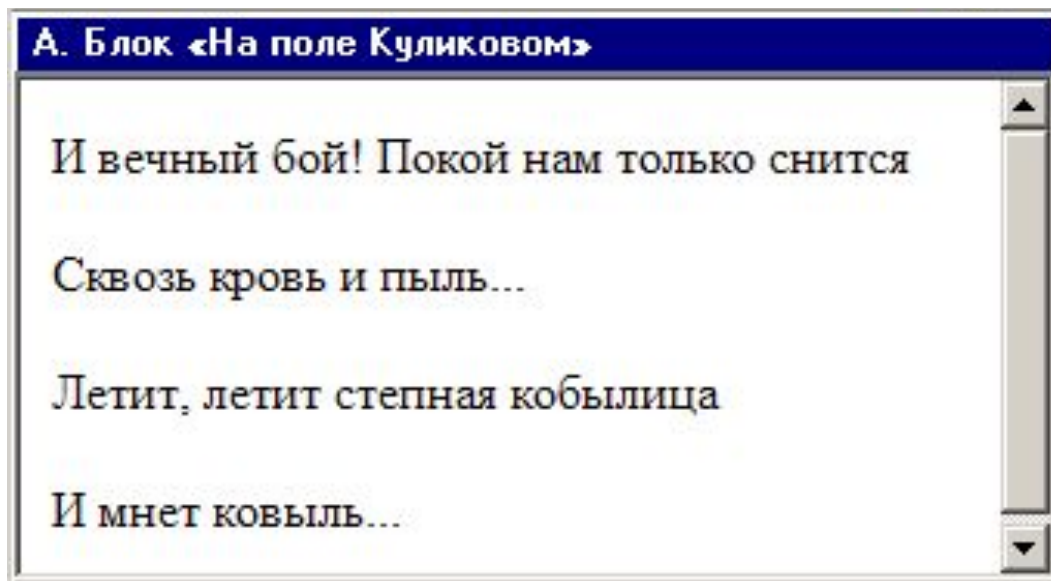 А. Блок «На поле Куликовом»
И вечный бой! Покой нам только снится
Сквозь кровь и пыль...
Летит, летит степная кобылица
И мнет ковыль...